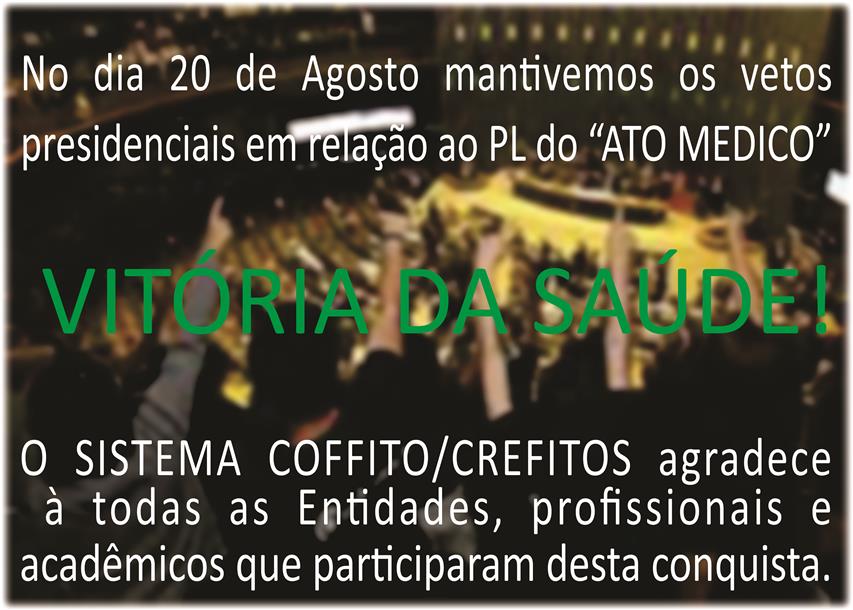 No dia 20 de Agosto mantivemos os vetos
presidenciais em relação ao PL do “ATO MEDICO”
VITÓRIA DA SAÚDE!
O SISTEMA COFFITO/CREFITOS agradece
à todas as Entidades, profissionais e
acadêmicos que participaram desta conquista.